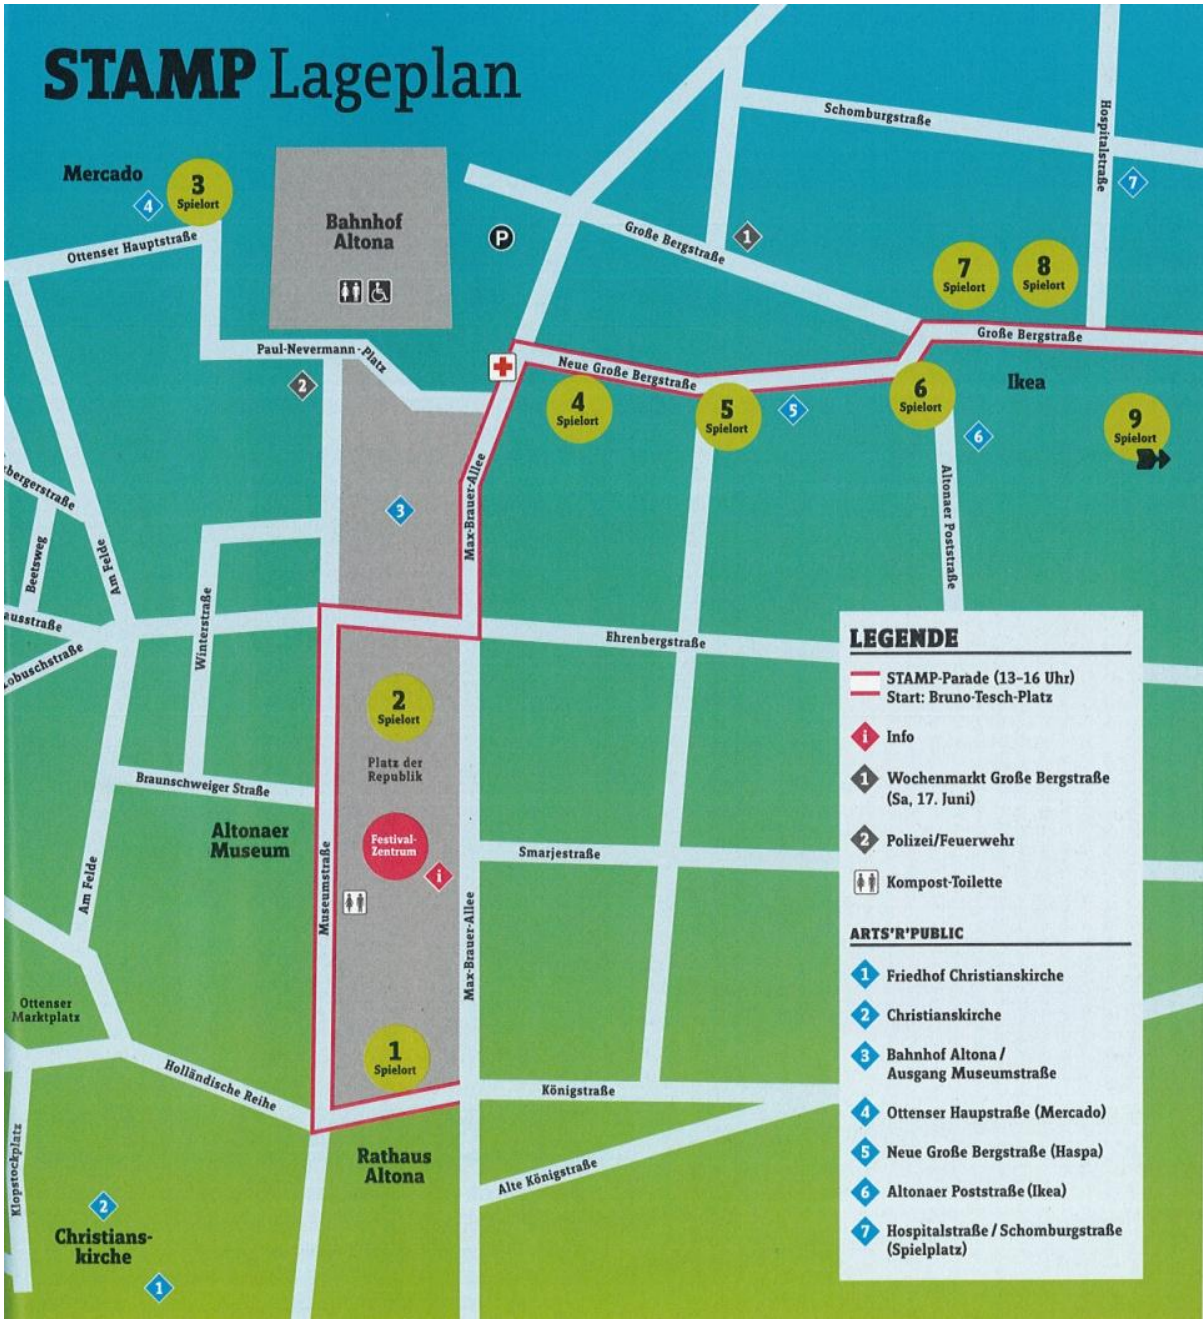 STAMP Lageplan
Schomburgstraße
Hospitalstraße
Mercado
3
Spielort
4
7
Bahnhof
Altona
P
Große Bergstraße
1
Ottenser Hauptstraße
7
Spielort
8
Spielort
Große Bergstraße
Paul-Nevermann-Platz
2
Neue Große Bergstraße
4
Spielort
5
Spielort
5
6
Spielort
6
Ikea
9
Spielort
3
Max-Brauer-Allee
Altonaer Poststraße
bergerstraße
Beetsweg
Am Felde
Winterstraße
ausstraße
Lobuschstraße
Ehrenbergstraße
2
Spielort
Platz der
Republik
Braunschweiger Straße
Altonaer
Museum
Museumstraße
Festival-
Zentrum
i
Smarjestraße
Am Felde
Max-Brauer-Allee
Ottenser
Marktplatz
1
Spielort
Holländische Reihe
Königstraße
Rathaus
Altona
Alte Königstraße
Klopstockplatz
2
Christians-
kirche
1
LEGENDE
STAMP-Parade (13–16 Uhr)
Start: Bruno-Tesch-Platz
i Info
1 Wochenmarkt Große Bergstraße
(Sa, 17. Juni)
2 Polizei/Feuerwehr
Kompost-Toilette
ARTS'R'PUBLIC
1 Friedhof Christianskirche
2 Christianskirche
3 Bahnhof Altona /
Ausgang Museumstraße
4 Ottenser Haupstraße (Mercado)
5 Neue Große Bergstraße (Haspa)
6 Altonaer Poststraße (Ikea)
7 Hospitalstraße / Schomburgstraße
(Spielplatz)